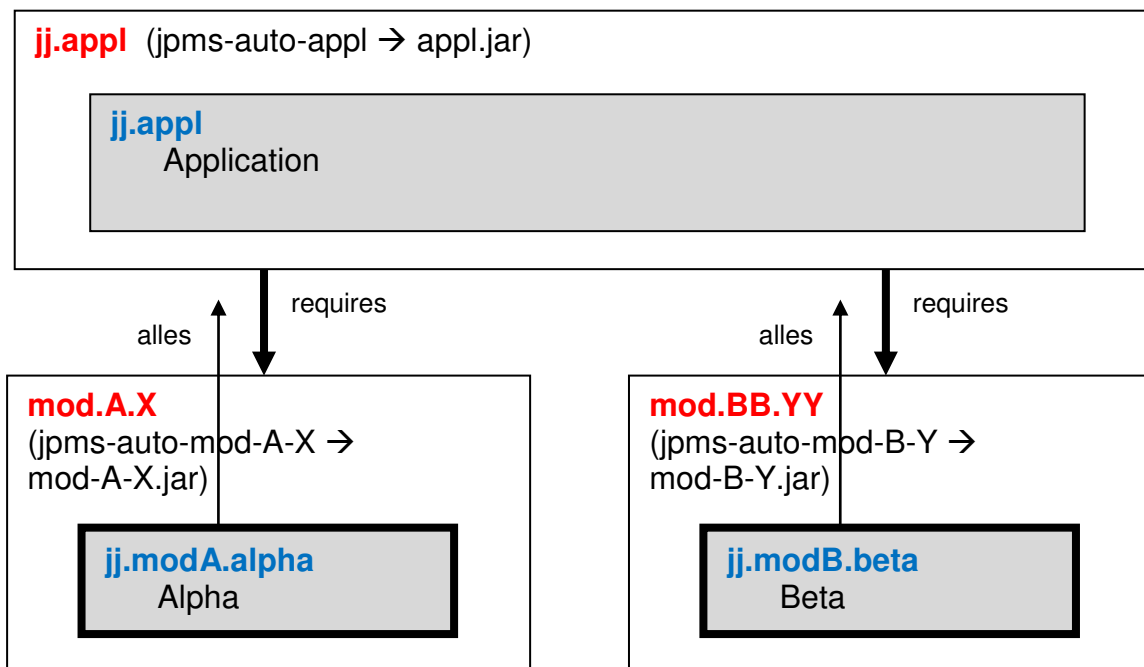 jj.appl (jpms-auto-appl → appl.jar)
jj.appl
Application
requires
alles
requires
alles
mod.A.X
(jpms-auto-mod-A-X →
mod-A-X.jar)
jj.modA.alpha
Alpha
mod.BB.YY
(jpms-auto-mod-B-Y →
mod-B-Y.jar)
jj.modB.beta
Beta